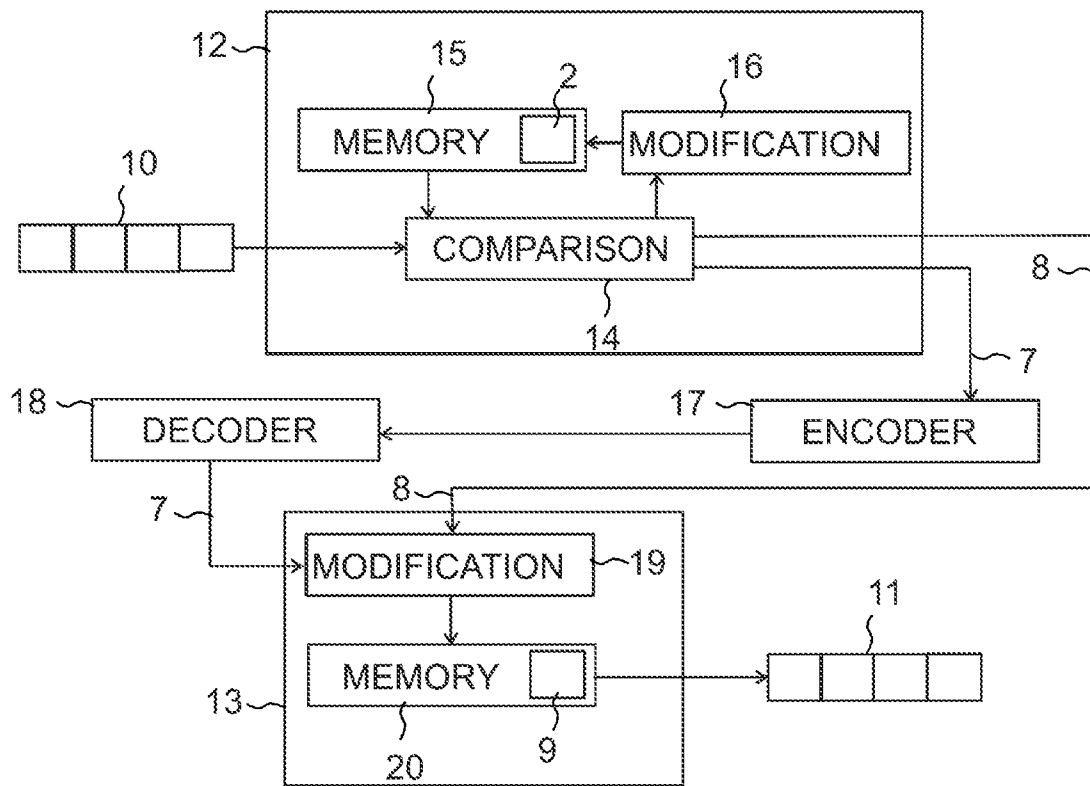 12
15
2
16
MEMORY
MODIFICATION
10
COMPARISON
8
14
7
18
17
DECODER
ENCODER
8
7
MODIFICATION
19
11
MEMORY
13
20
9